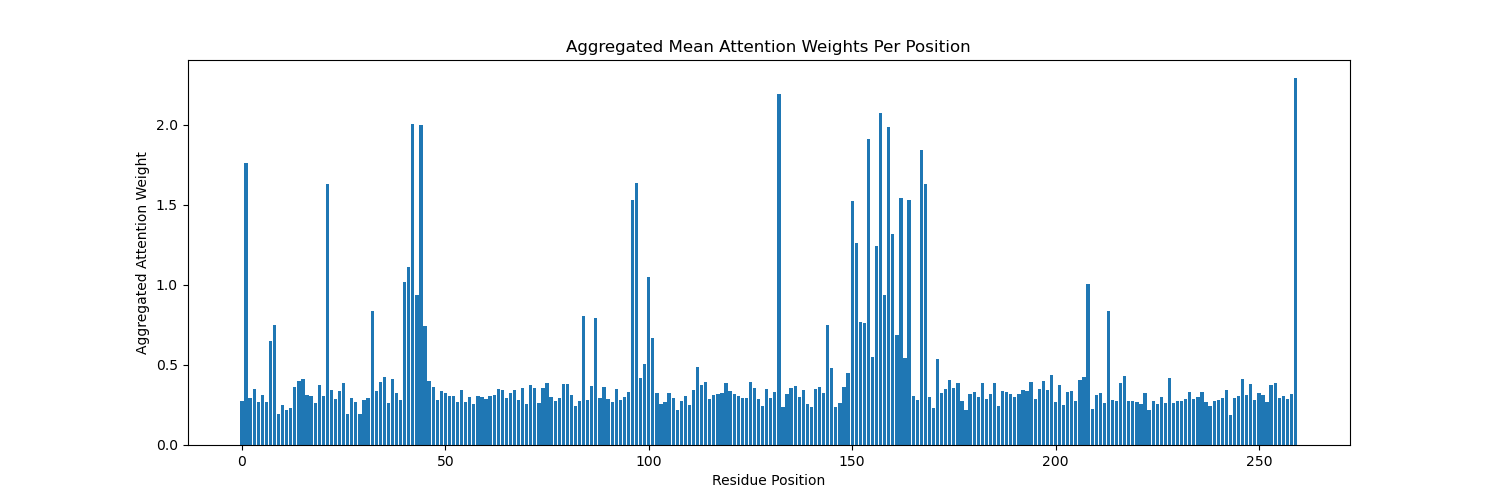 Aggregated Mean Attention Weights Per Position
Aggregated Attention Weight
2.0
1.5
1.0
0.5
0.0
0 50 100 150 200 250
Residue Position